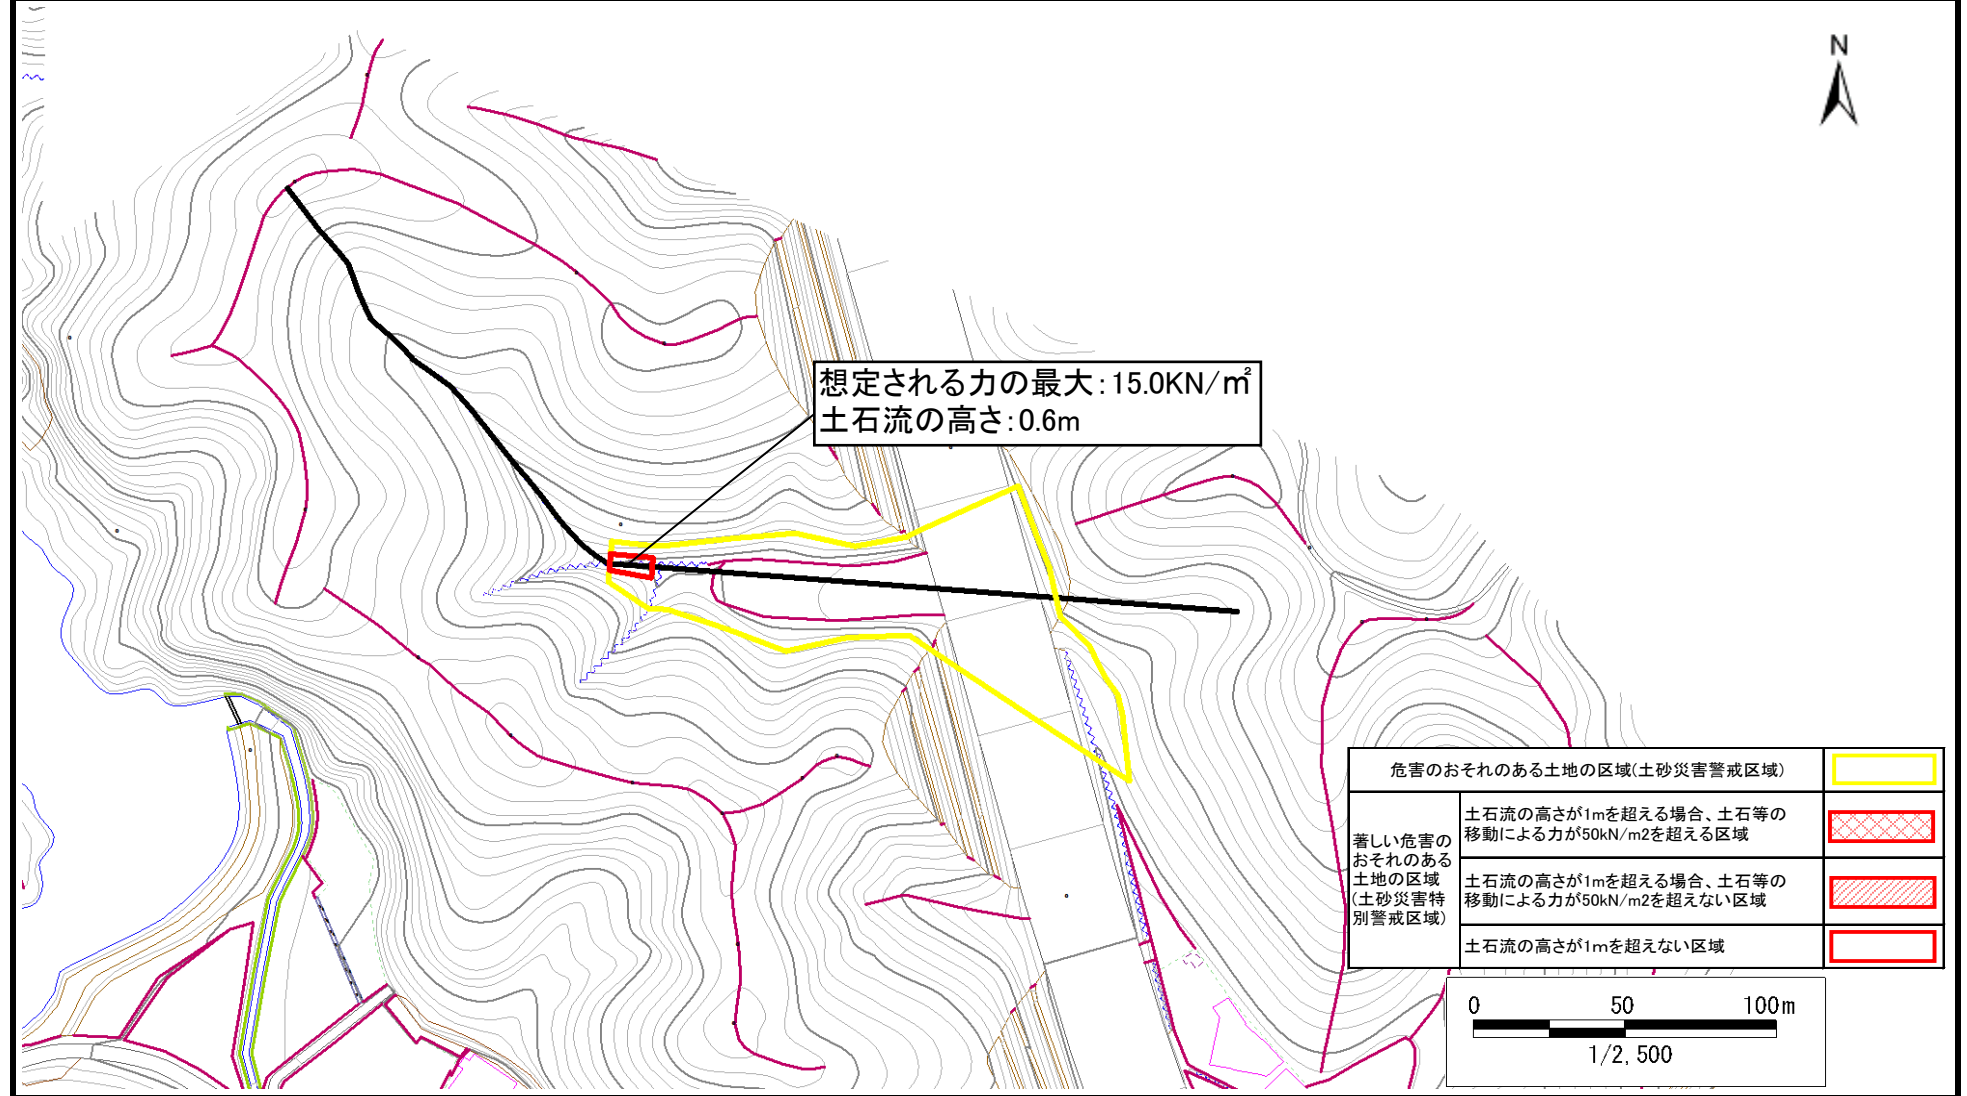 N
想定される力の最大:15.0KN/㎡
土石流の高さ:0.6m
危害のおそれのある土地の区域(土砂災害警戒区域)
著しい危害の
おそれのある
土地の区域
(土砂災害特
別警戒区域)
土石流の高さが1mを超える場合、土石等の
移動による力が50kN/m2を超える区域
土石流の高さが1mを超える場合、土石等の
移動による力が50kN/m2を超えない区域
土石流の高さが1mを超えない区域
0 50 100m
1/2,500